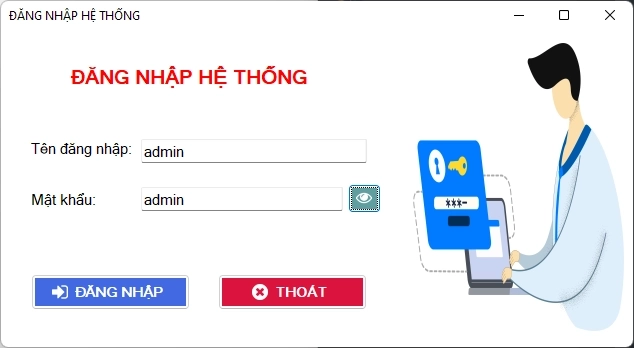 ĐĂNG NHẬP HỆ THỐNG
ĐĂNG NHẬP HỆ THỐNG
Tên đăng nhập: admin
Mật khẩu: admin
***-
ĐĂNG NHẬP THOÁT